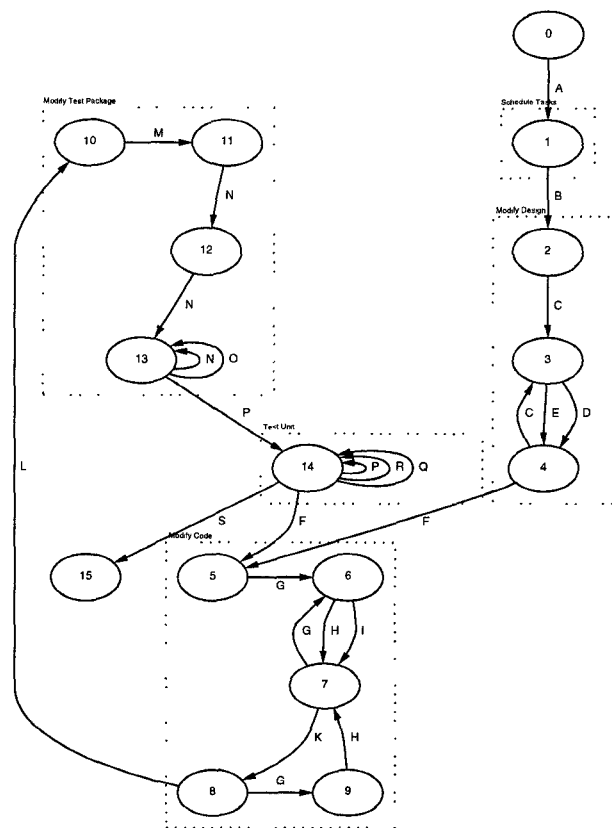 0
A
Modify Test Package
Schedule Tasks
10
M
11
1
N
B
Modify Design
12
2
N
C
13
N
O
3
P
C
E
D
Test Unit
14
P
R
Q
4
L
S
F
F
Modify Code
15
5
G
6
G
H
I
7
K
H
8
G
9